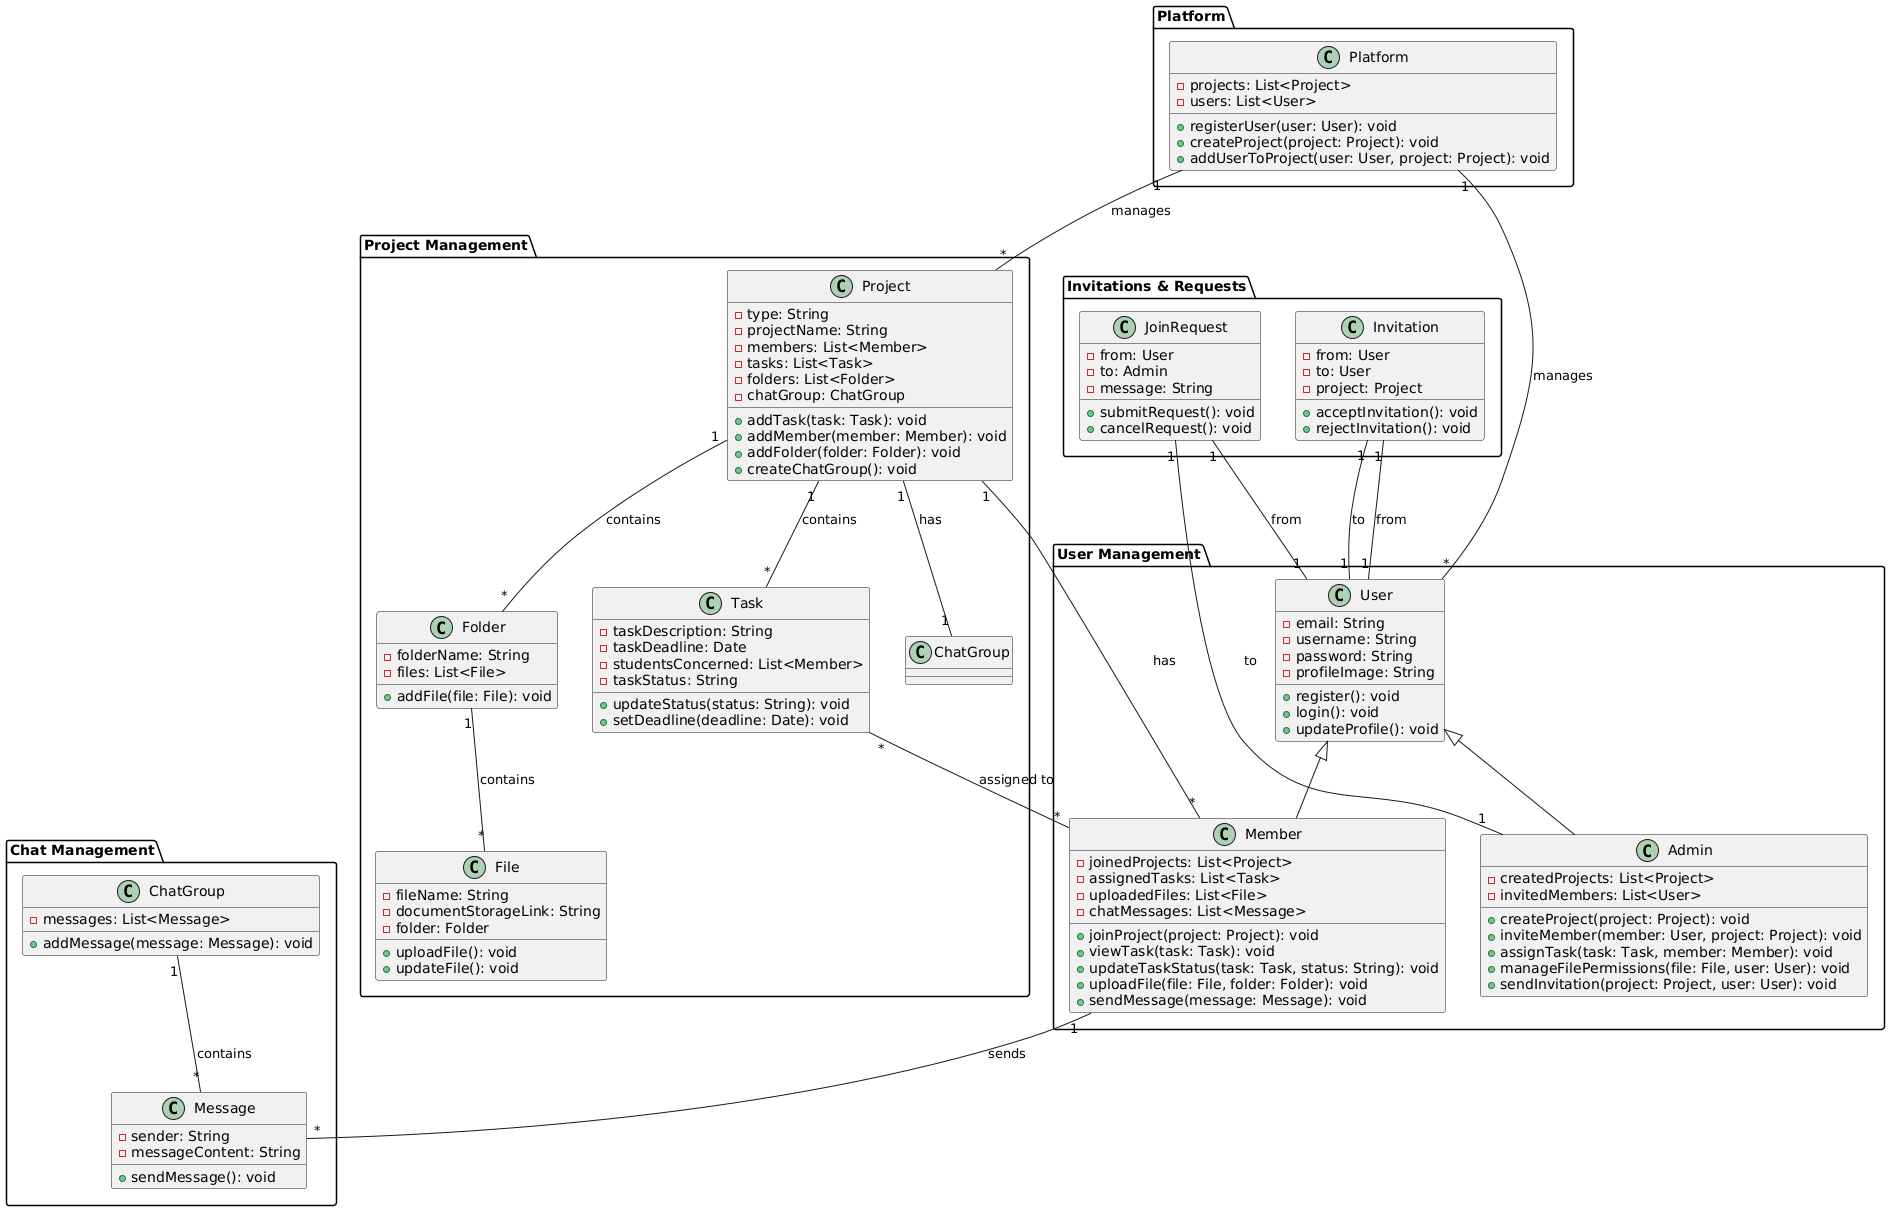 Platform
C Platform
projects: List<Project>
users: List<User>
registerUser(user: User): void
createProject(project: Project): void
addUserToProject(user: User, project: Project): void
1
1
manages
*
manages
Project Management
C Project
type: String
projectName: String
members: List<Member>
tasks: List<Task>
folders: List<Folder>
chatGroup: ChatGroup
addTask(task: Task): void
addMember(member: Member): void
addFolder(folder: Folder): void
createChatGroup(): void
1
1
1
1
contains
contains
has
has
*
*
1
*
Invitations & Requests
C JoinRequest
from: User
to: Admin
message: String
submitRequest(): void
cancelRequest(): void
C Invitation
from: User
to: User
project: Project
acceptInvitation(): void
rejectInvitation(): void
1
1
1
1
from
to
from
to
1
1
1
*
1
C Folder
folderName: String
files: List<File>
addFile(file: File): void
1
contains
*
C Task
taskDescription: String
taskDeadline: Date
studentsConcerned: List<Member>
taskStatus: String
updateStatus(status: String): void
setDeadline(deadline: Date): void
*
assigned to
*
C ChatGroup
C File
fileName: String
documentStorageLink: String
folder: Folder
uploadFile(): void
updateFile(): void
User Management
C User
email: String
username: String
password: String
profileImage: String
register(): void
login(): void
updateProfile(): void
C Member
joinedProjects: List<Project>
assignedTasks: List<Task>
uploadedFiles: List<File>
chatMessages: List<Message>
joinProject(project: Project): void
viewTask(task: Task): void
updateTaskStatus(task: Task, status: String): void
uploadFile(file: File, folder: Folder): void
sendMessage(message: Message): void
1
sends
*
C Admin
createdProjects: List<Project>
invitedMembers: List<User>
createProject(project: Project): void
inviteMember(member: User, project: Project): void
assignTask(task: Task, member: Member): void
manageFilePermissions(file: File, user: User): void
sendInvitation(project: Project, user: User): void
Chat Management
C ChatGroup
messages: List<Message>
addMessage(message: Message): void
1
contains
*
C Message
sender: String
messageContent: String
sendMessage(): void